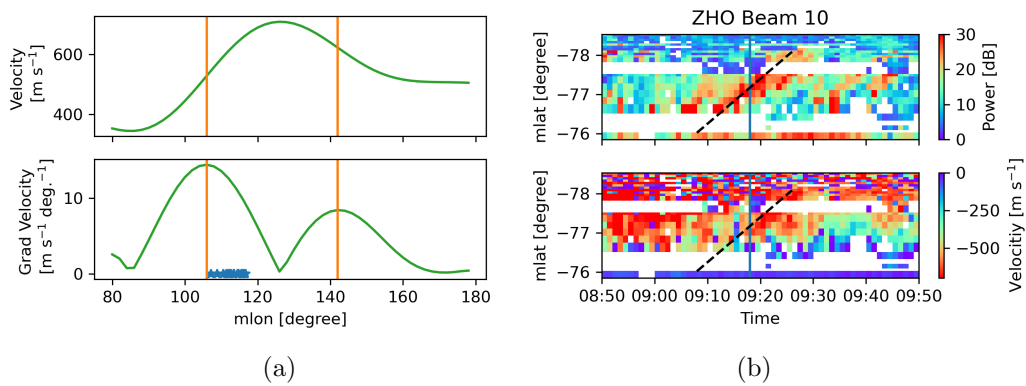 600
400
Velocity
[m s⁻¹]
10
0
Grad Velocity
[m s⁻¹ deg.⁻¹]
80
100
120
140
160
180
mlon [degree]
(a)
ZHO Beam 10
−78
−77
−76
mlat [degree]
30
20
10
0
Power [dB]
−78
−77
−76
mlat [degree]
0
−250
−500
Velocitiy [m s⁻¹]
08:50 09:00 09:10 09:20 09:30 09:40 09:50
Time
(b)